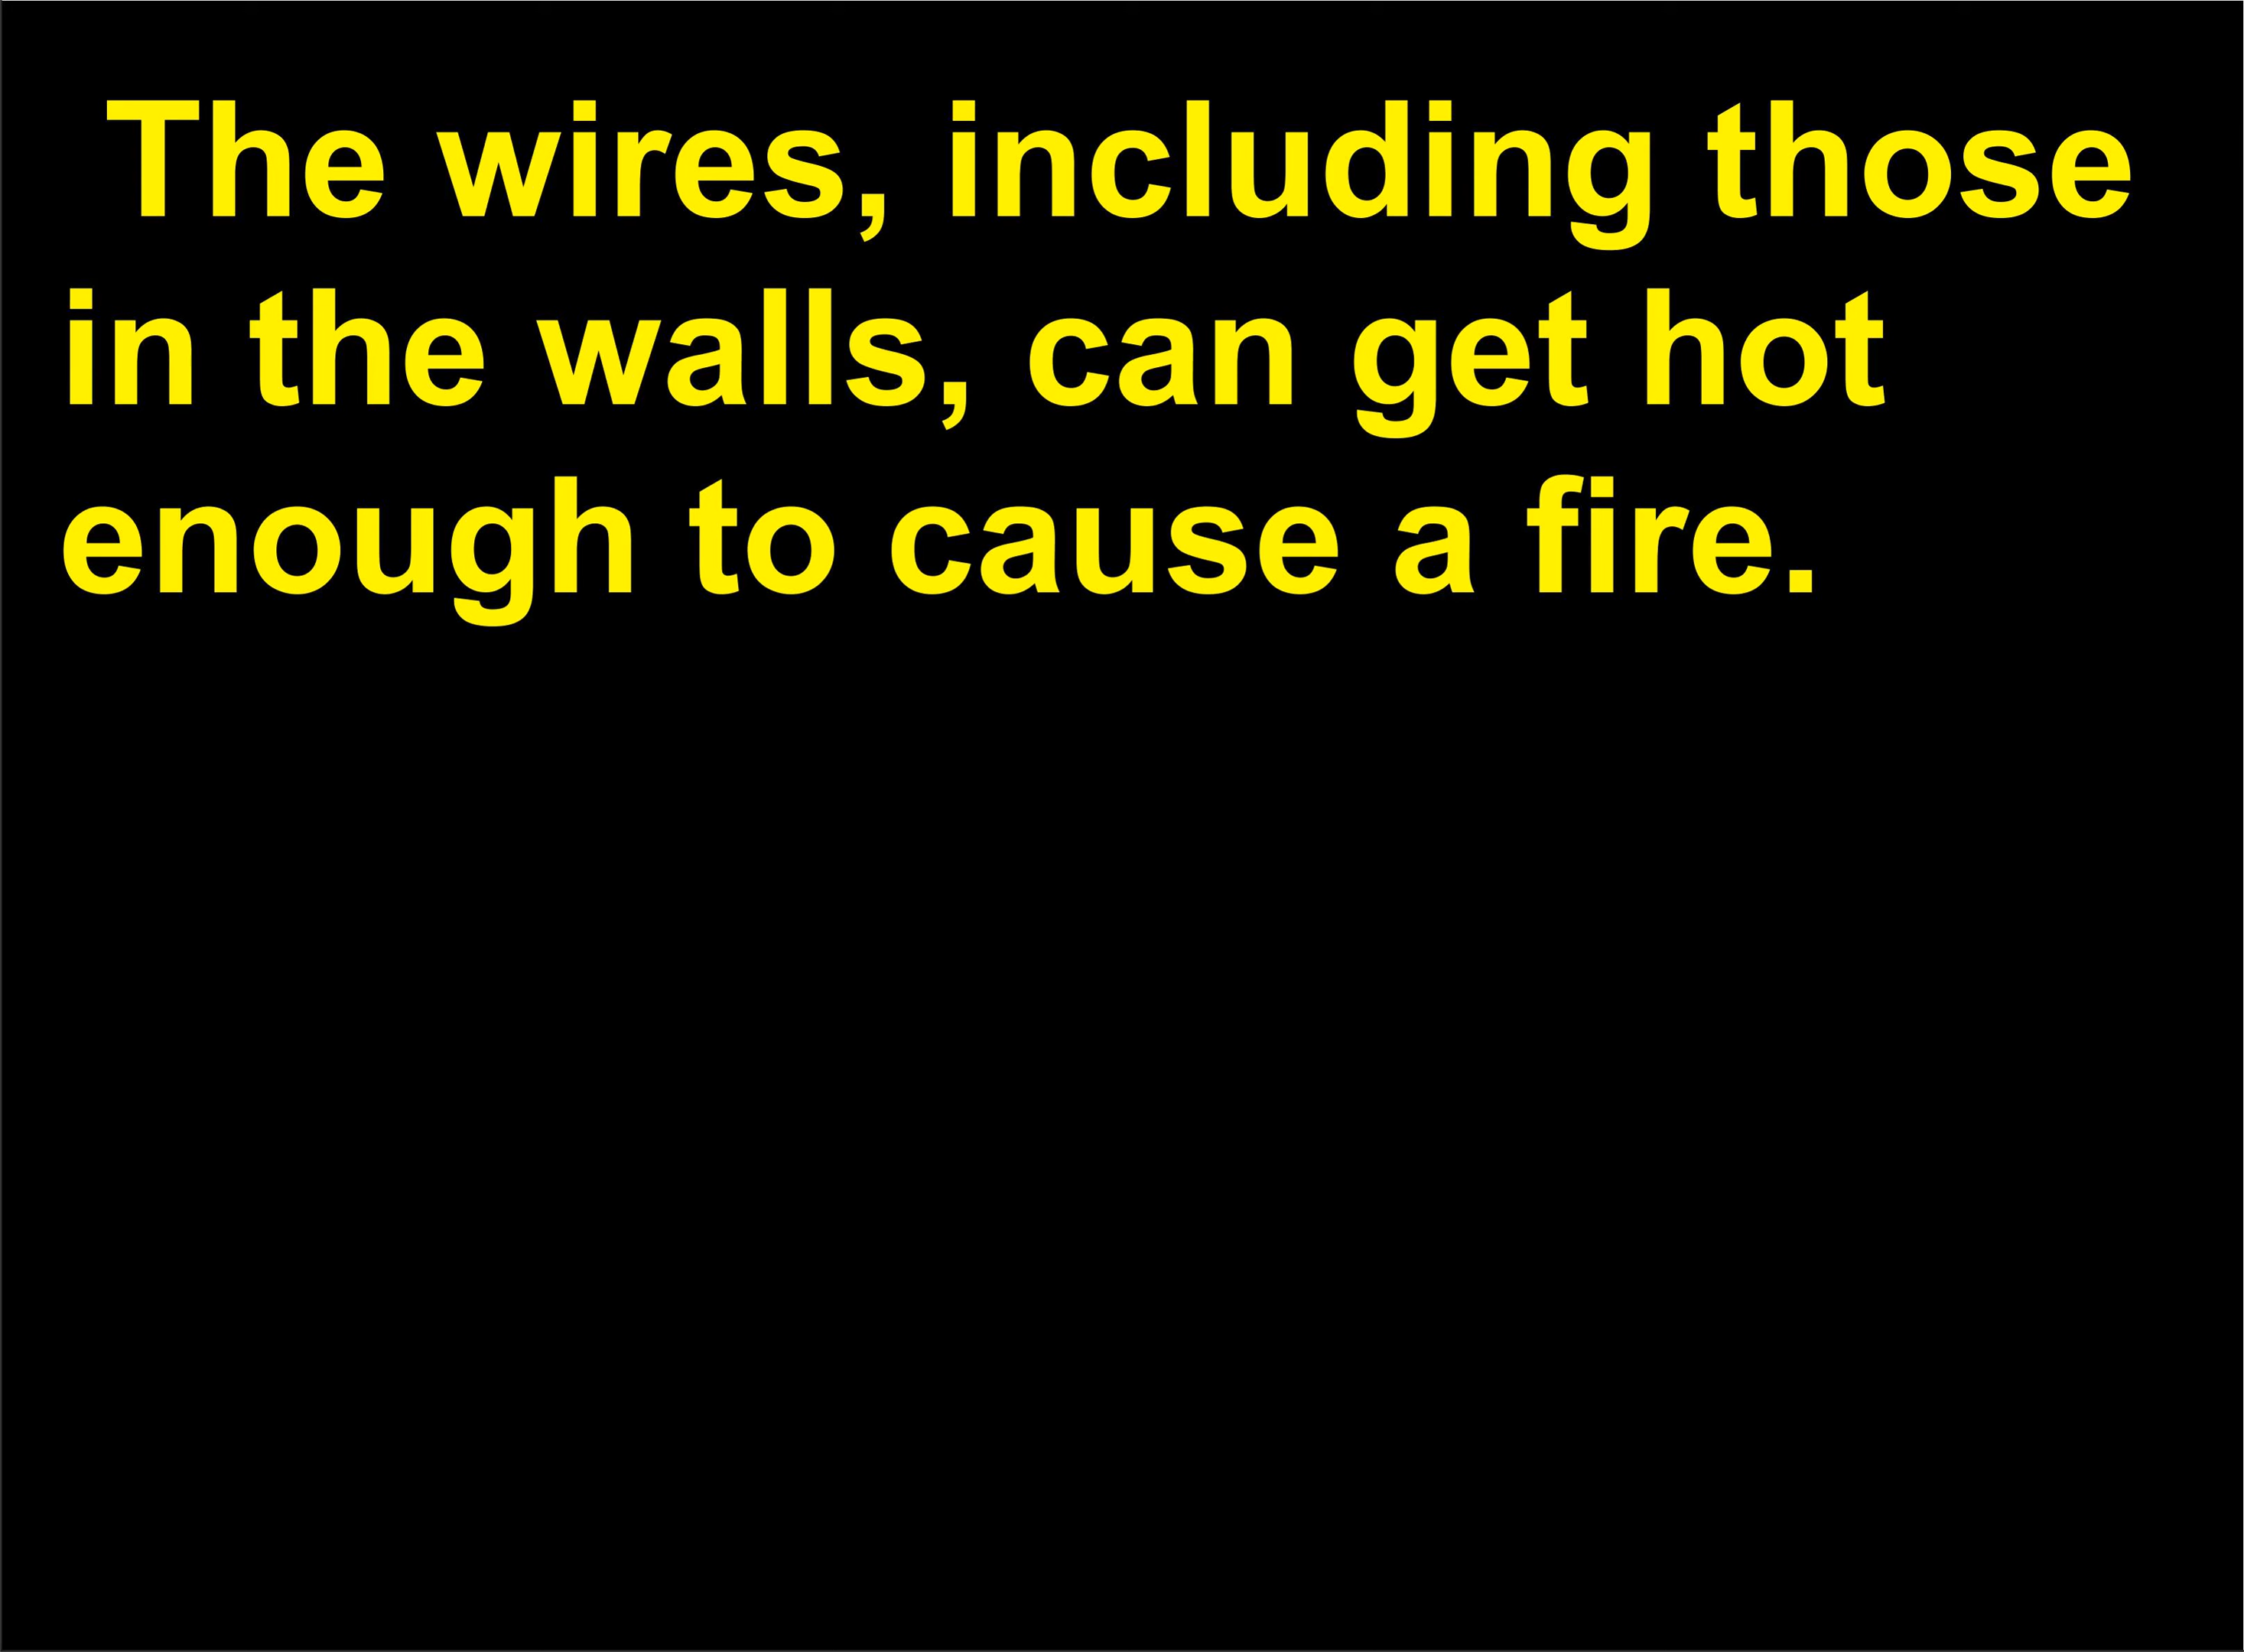 The wires, including those
in the walls, can get hot
enough to cause a fire.